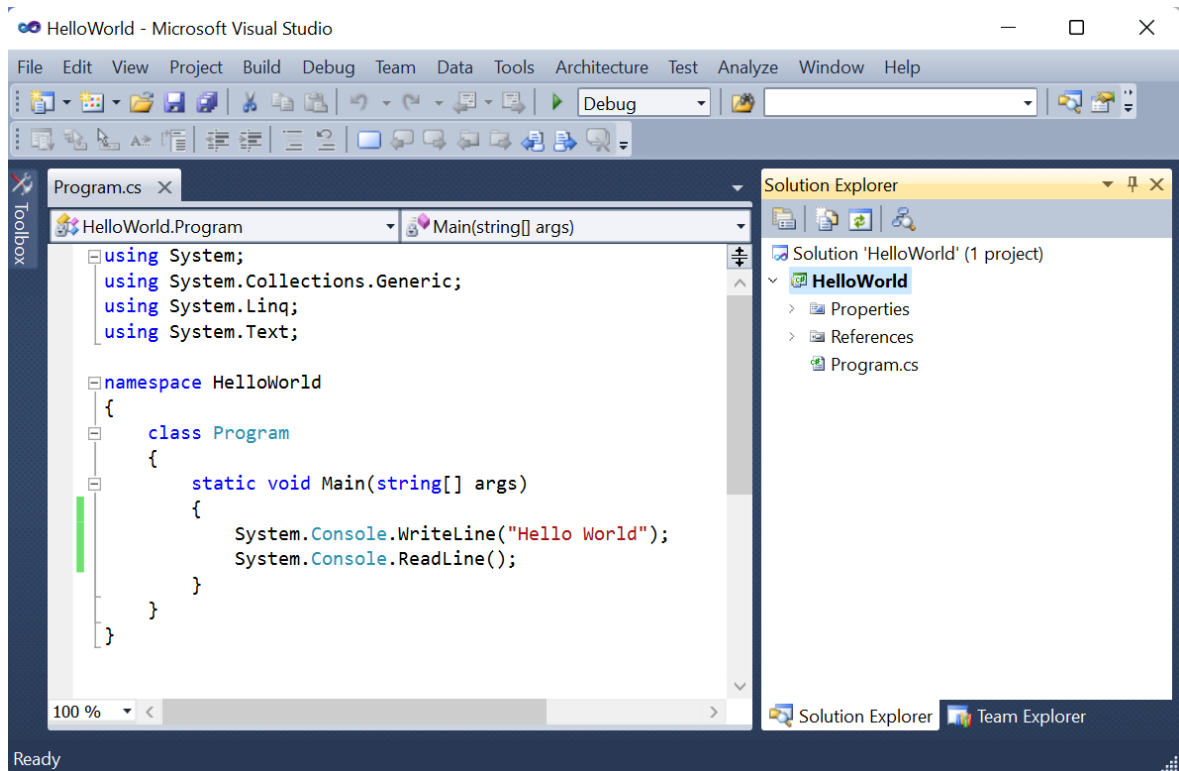 HelloWorld - Microsoft Visual Studio
File Edit View Project Build Debug Team Data Tools Architecture Test Analyze Window Help
Debug
Toolbox
Program.cs
HelloWorld.Program
Main(string[] args)
using System;
using System.Collections.Generic;
using System.Linq;
using System.Text;
namespace HelloWorld
{
class Program
{
static void Main(string[] args)
{
System.Console.WriteLine("Hello World");
System.Console.ReadLine();
}
}
}
100 %
Solution Explorer
Solution 'HelloWorld' (1 project)
HelloWorld
Properties
References
Program.cs
Solution Explorer
Team Explorer
Ready